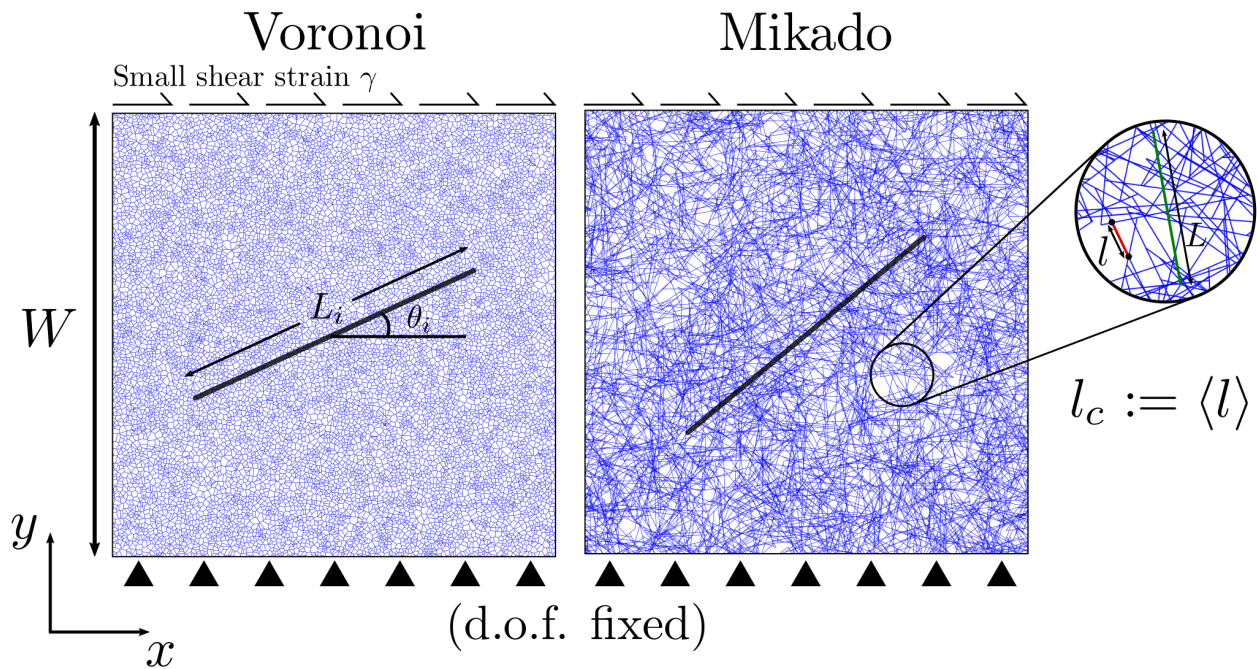 Voronoi
Mikado
Small shear strain γ
W
L_i
θ_i
l
L
l_c := ⟨l⟩
y
x
(d.o.f. fixed)